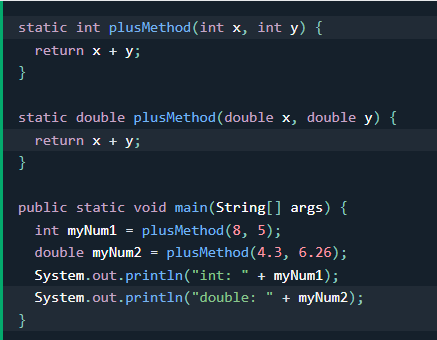 static int plusMethod(int x, int y) {
  return x + y;
}
static double plusMethod(double x, double y) {
  return x + y;
}
public static void main(String[] args) {
  int myNum1 = plusMethod(8, 5);
  double myNum2 = plusMethod(4.3, 6.26);
  System.out.println("int: " + myNum1);
  System.out.println("double: " + myNum2);
}